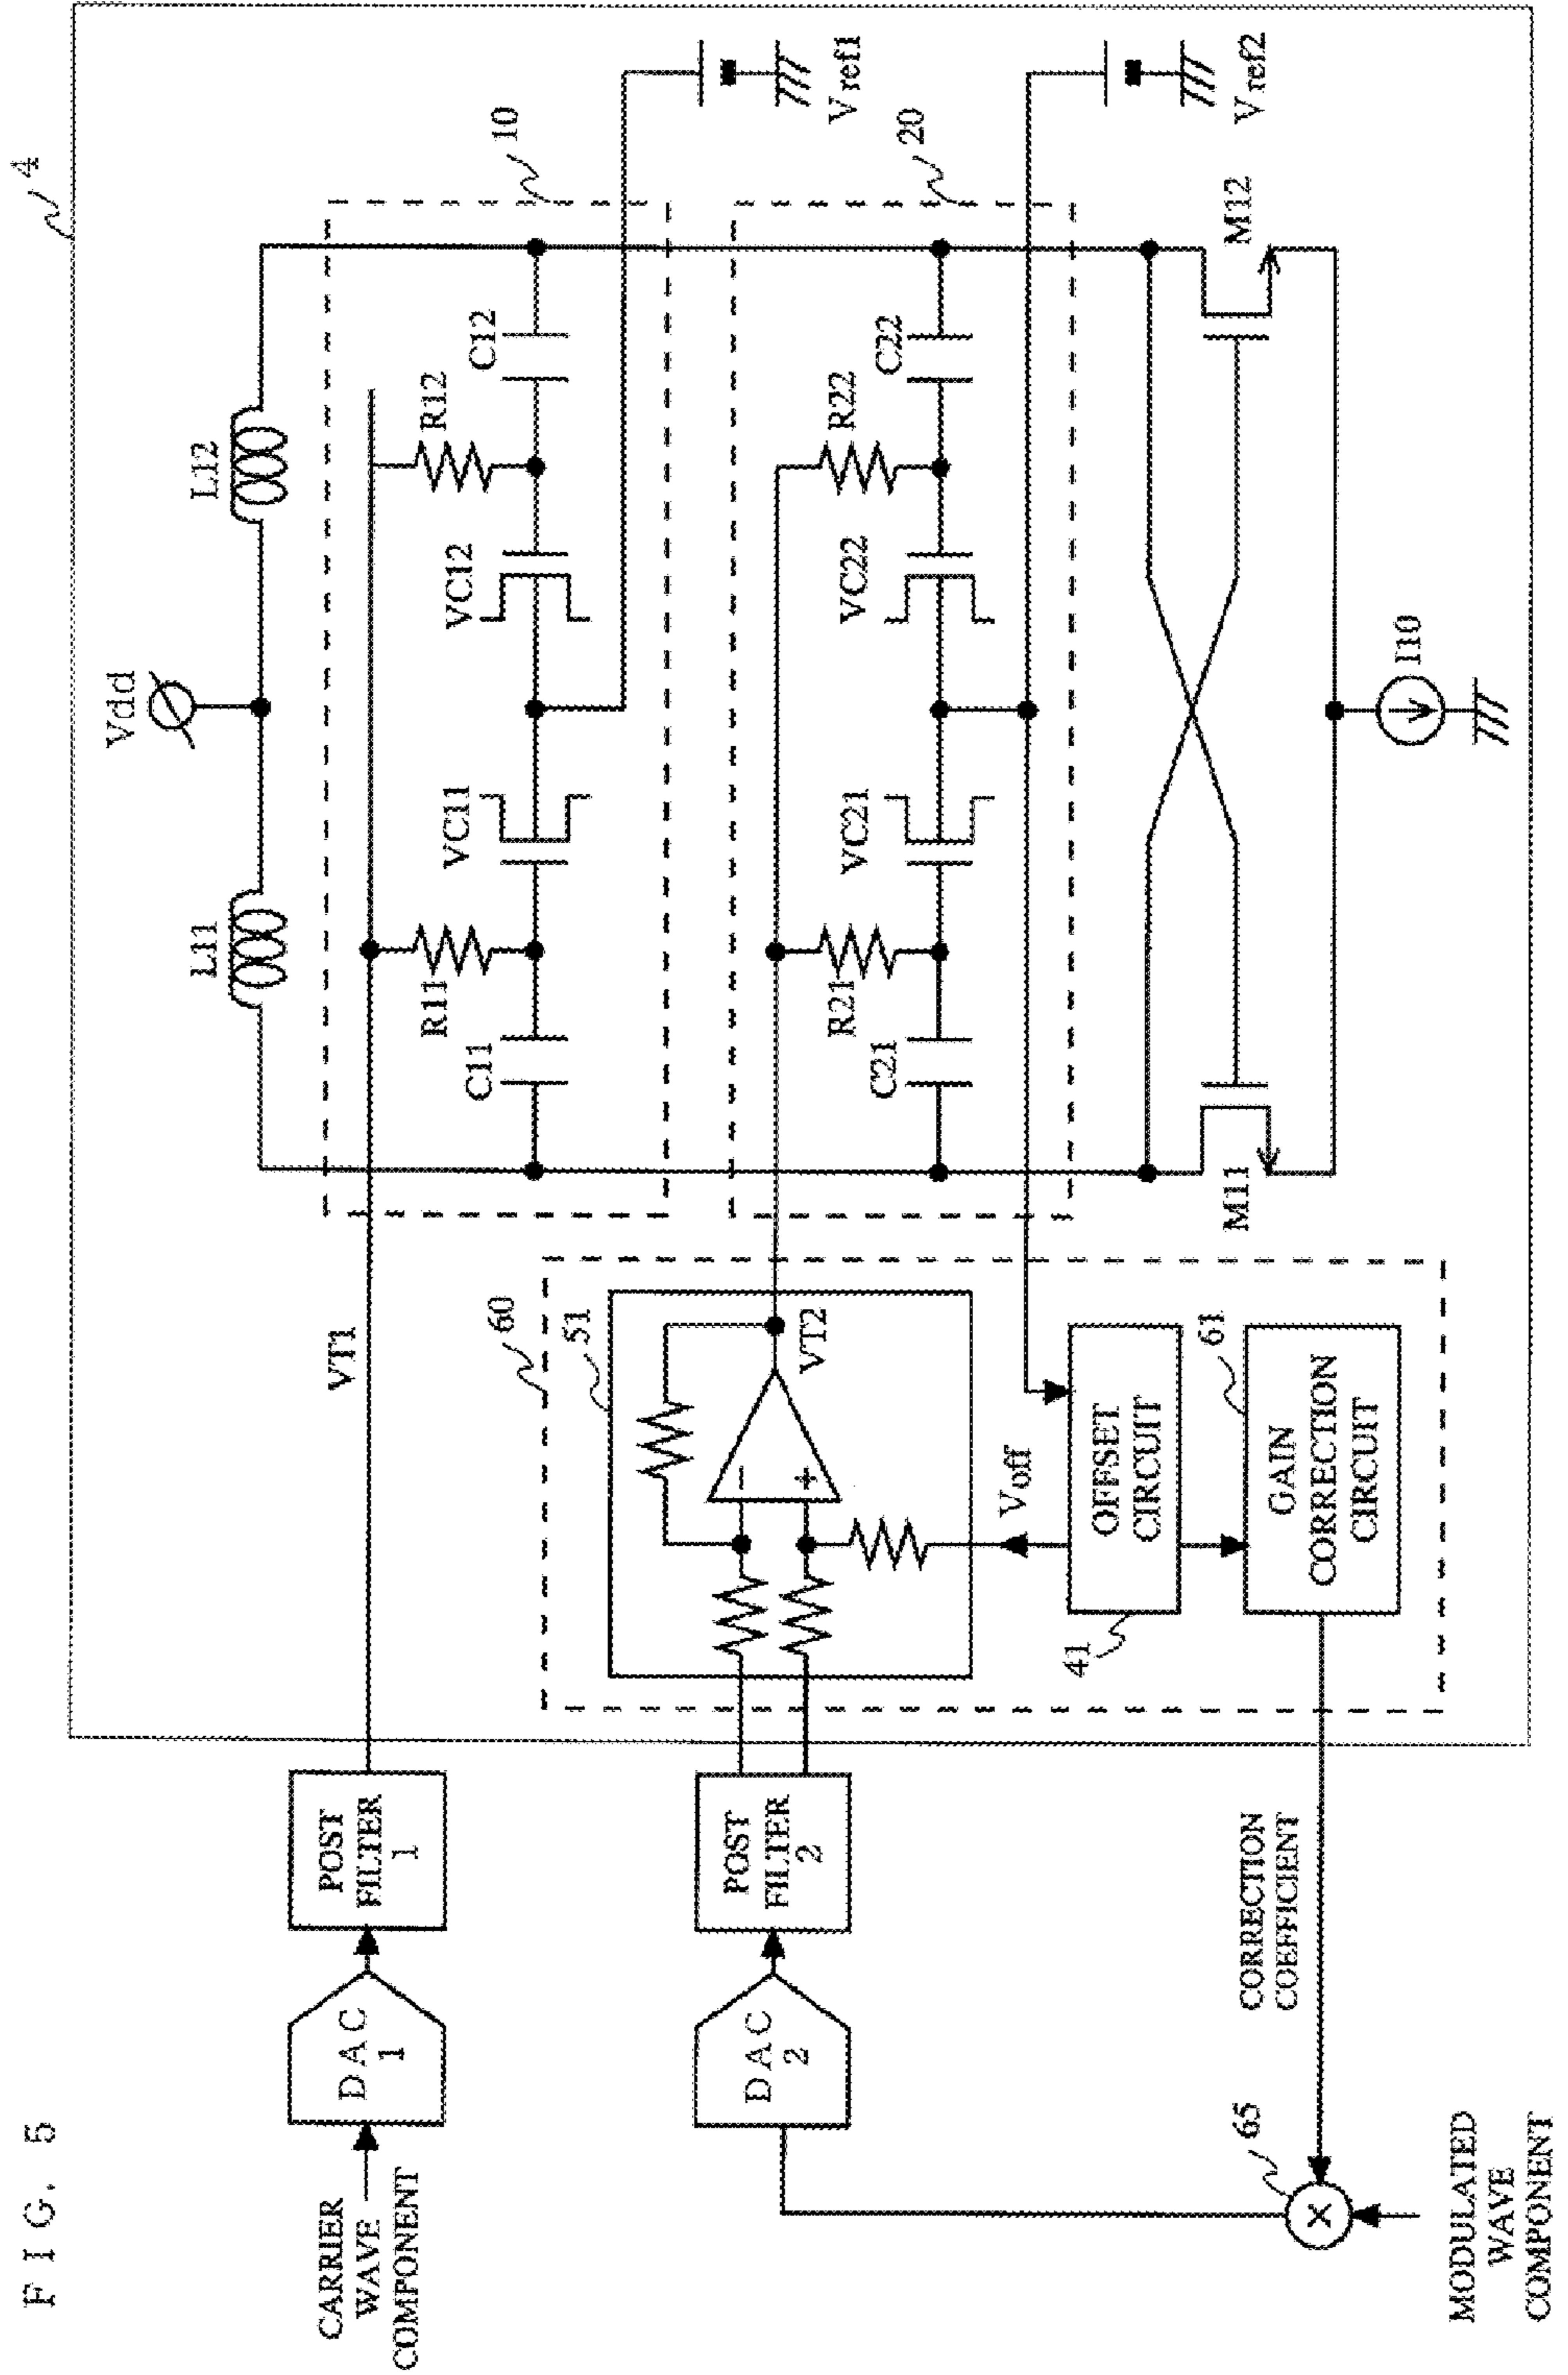 F I G. 5
4
Vdd
L11
L12
CARRIER
WAVE
COMPONENT
DAC
1
POST
FILTER
1
VT1
10
R11
R12
C11
VC11
VC12
C12
Vref1
60
51
20
R21
R22
C21
VC21
VC22
C22
Vref2
DAC
2
POST
FILTER
2
-
+
VT2
Voff
41
OFFSET
CIRCUIT
61
GAIN
CORRECTION
CIRCUIT
M11
M12
I10
CORRECTION
COEFFICIENT
65
X
MODULATED
WAVE
COMPONENT